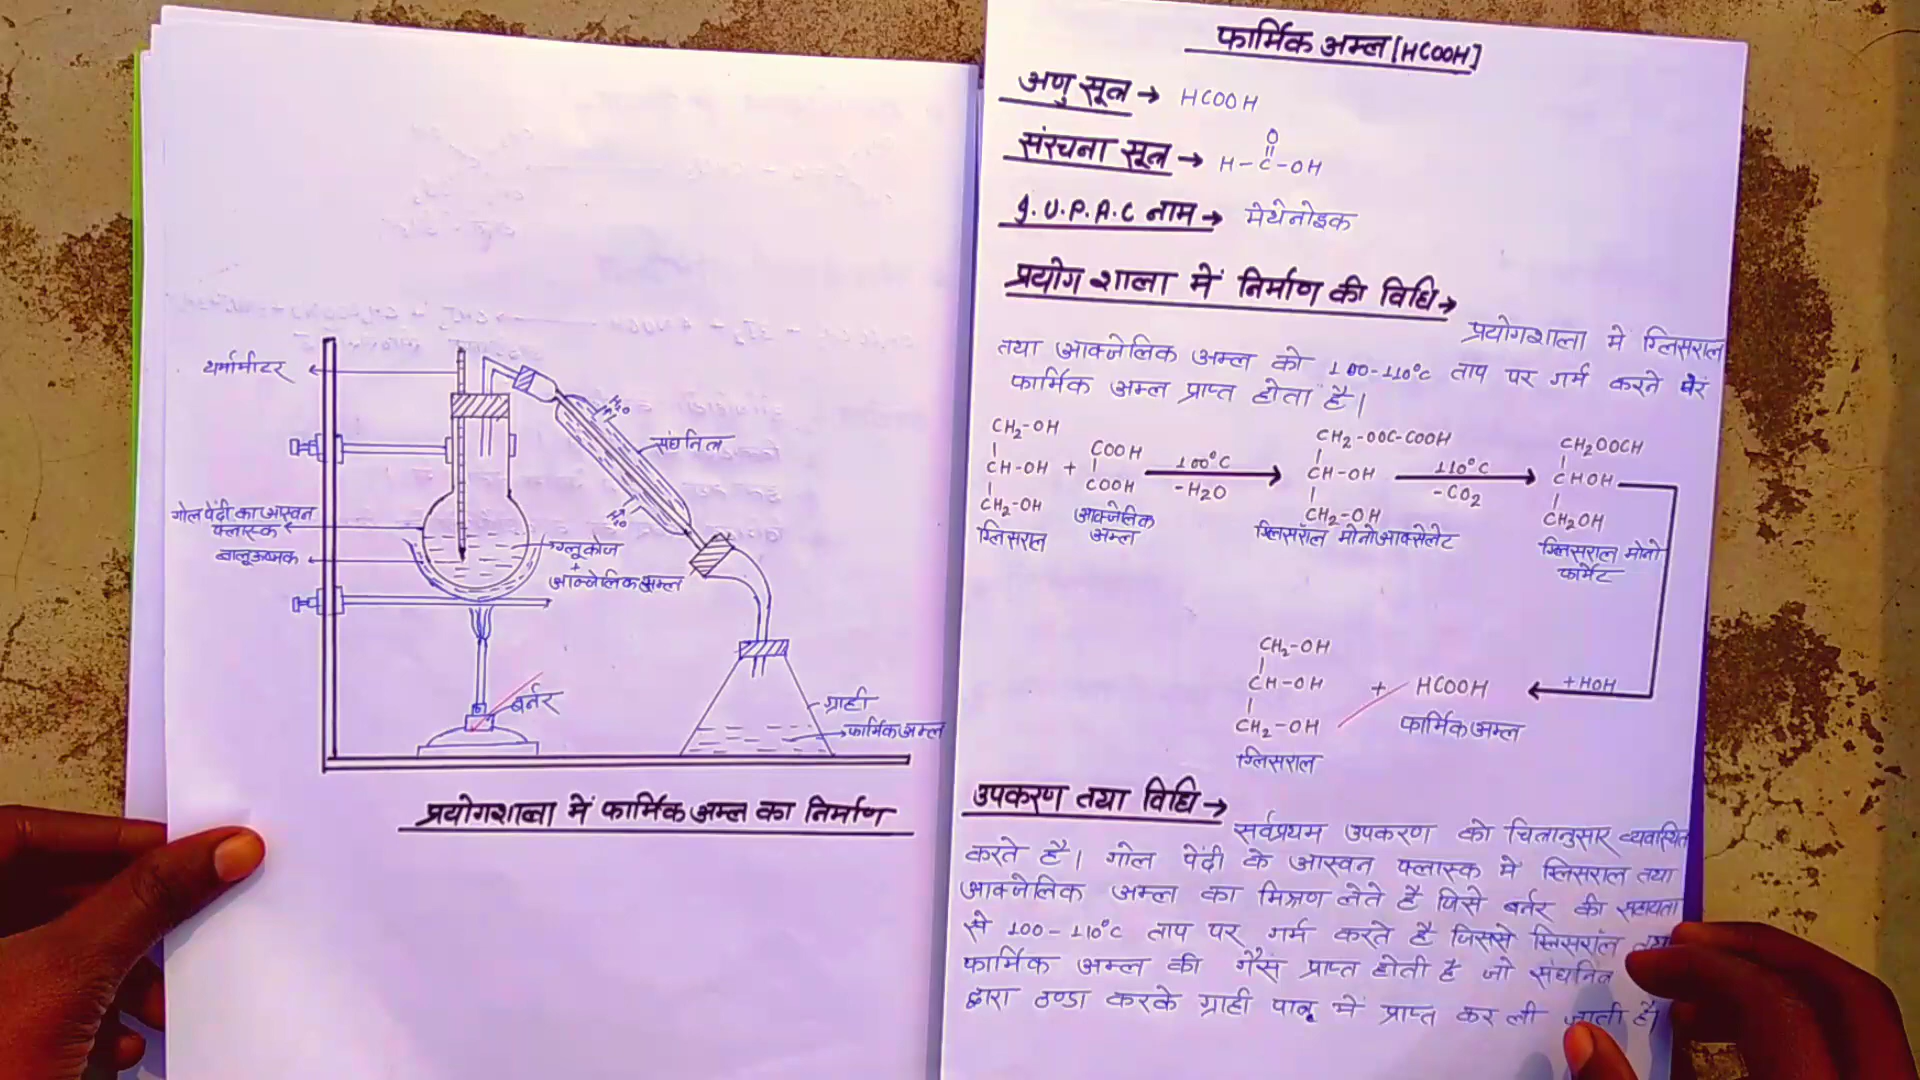 थर्मामीटर
H₂O
संघनित्र
H₂O
गोल पेंदी का आस्वन
फ्लास्क
बालूऊष्मक
ग्लूकोज
+
आक्जेलिक अम्ल
बर्नर
ग्राही
फार्मिक अम्ल
प्रयोगशाला में फार्मिक अम्ल का निर्माण
फार्मिक अम्ल [HCOOH]
अणु सूत्र → HCOOH
O
संरचना सूत्र → H-C-OH
I.U.P.A.C नाम → मेथेनोइक
प्रयोग शाला में निर्माण की विधि →
प्रयोगशाला में ग्लिसराल
तथा आक्जेलिक अम्ल को 100-110°C ताप पर गर्म करने पर
फार्मिक अम्ल प्राप्त होता है।
CH₂-OH COOH 100°C CH₂-OOC-COOH 110°C CH₂OOCH
CH-OH + COOH -H₂O CH-OH -CO₂ CHOH
CH₂-OH CH₂-OH CH₂OH
ग्लिसराल आक्जेलिक ग्लिसरॉल मोनोआक्सेलेट ग्लिसराल मोनो
अम्ल फार्मेट
CH₂-OH
CH-OH + HCOOH +HOH
CH₂-OH फार्मिक अम्ल
ग्लिसराल
उपकरण तथा विधि →
सर्वप्रथम उपकरण को चित्रानुसार व्यवास्थित
करते है। गोल पेंदी के आस्वन फ्लास्क में ग्लिसराल तथा
आक्जेलिक अम्ल का मिश्रण लेते है जिसे बर्नर की सहायता
से 100-110°C ताप पर गर्म करते है जिससे ग्लिसरॉल तथा
फार्मिक अम्ल की गैस प्राप्त होती है जो संघनित्र
द्वारा ठण्डा करके ग्राही पात्र में प्राप्त कर ली जाती है।